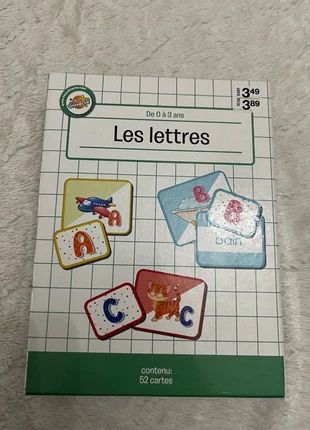 3.49
3.89
De 0 à 3 ans
Les lettres
A
A
B
B
bain
C
C
contenu:
52 cartes